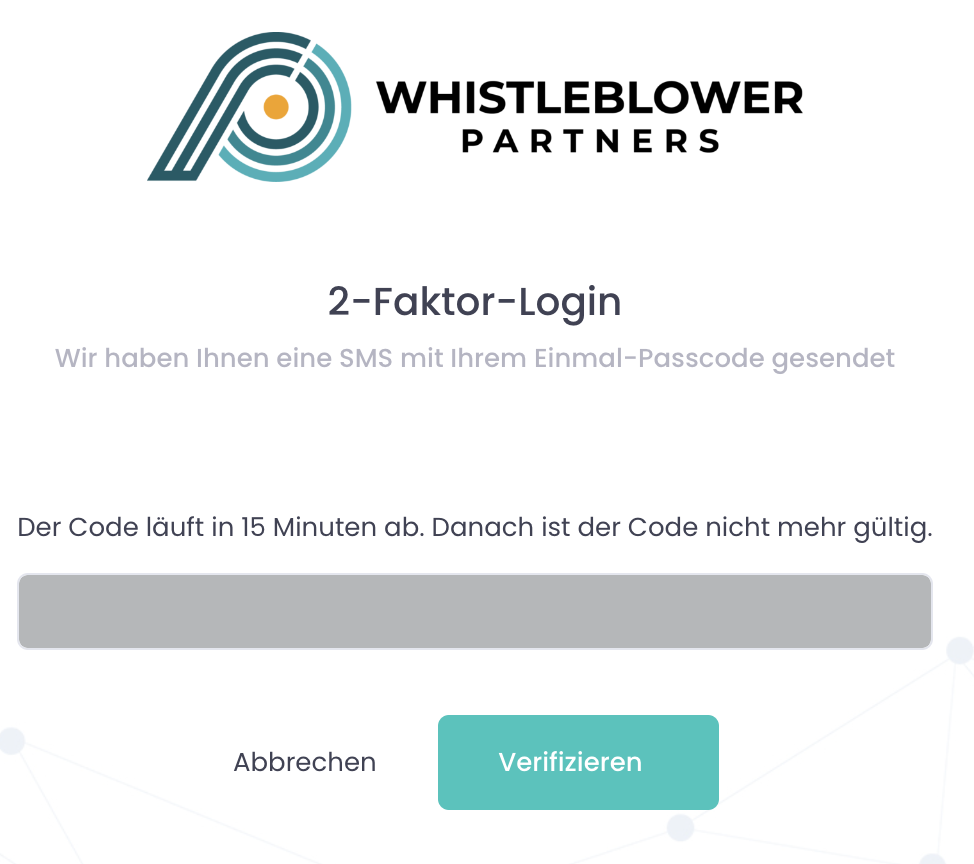 WHISTLEBLOWER
PARTNERS
2-Faktor-Login
Wir haben Ihnen eine SMS mit Ihrem Einmal-Passcode gesendet
Der Code läuft in 15 Minuten ab. Danach ist der Code nicht mehr gültig.
Abbrechen
Verifizieren